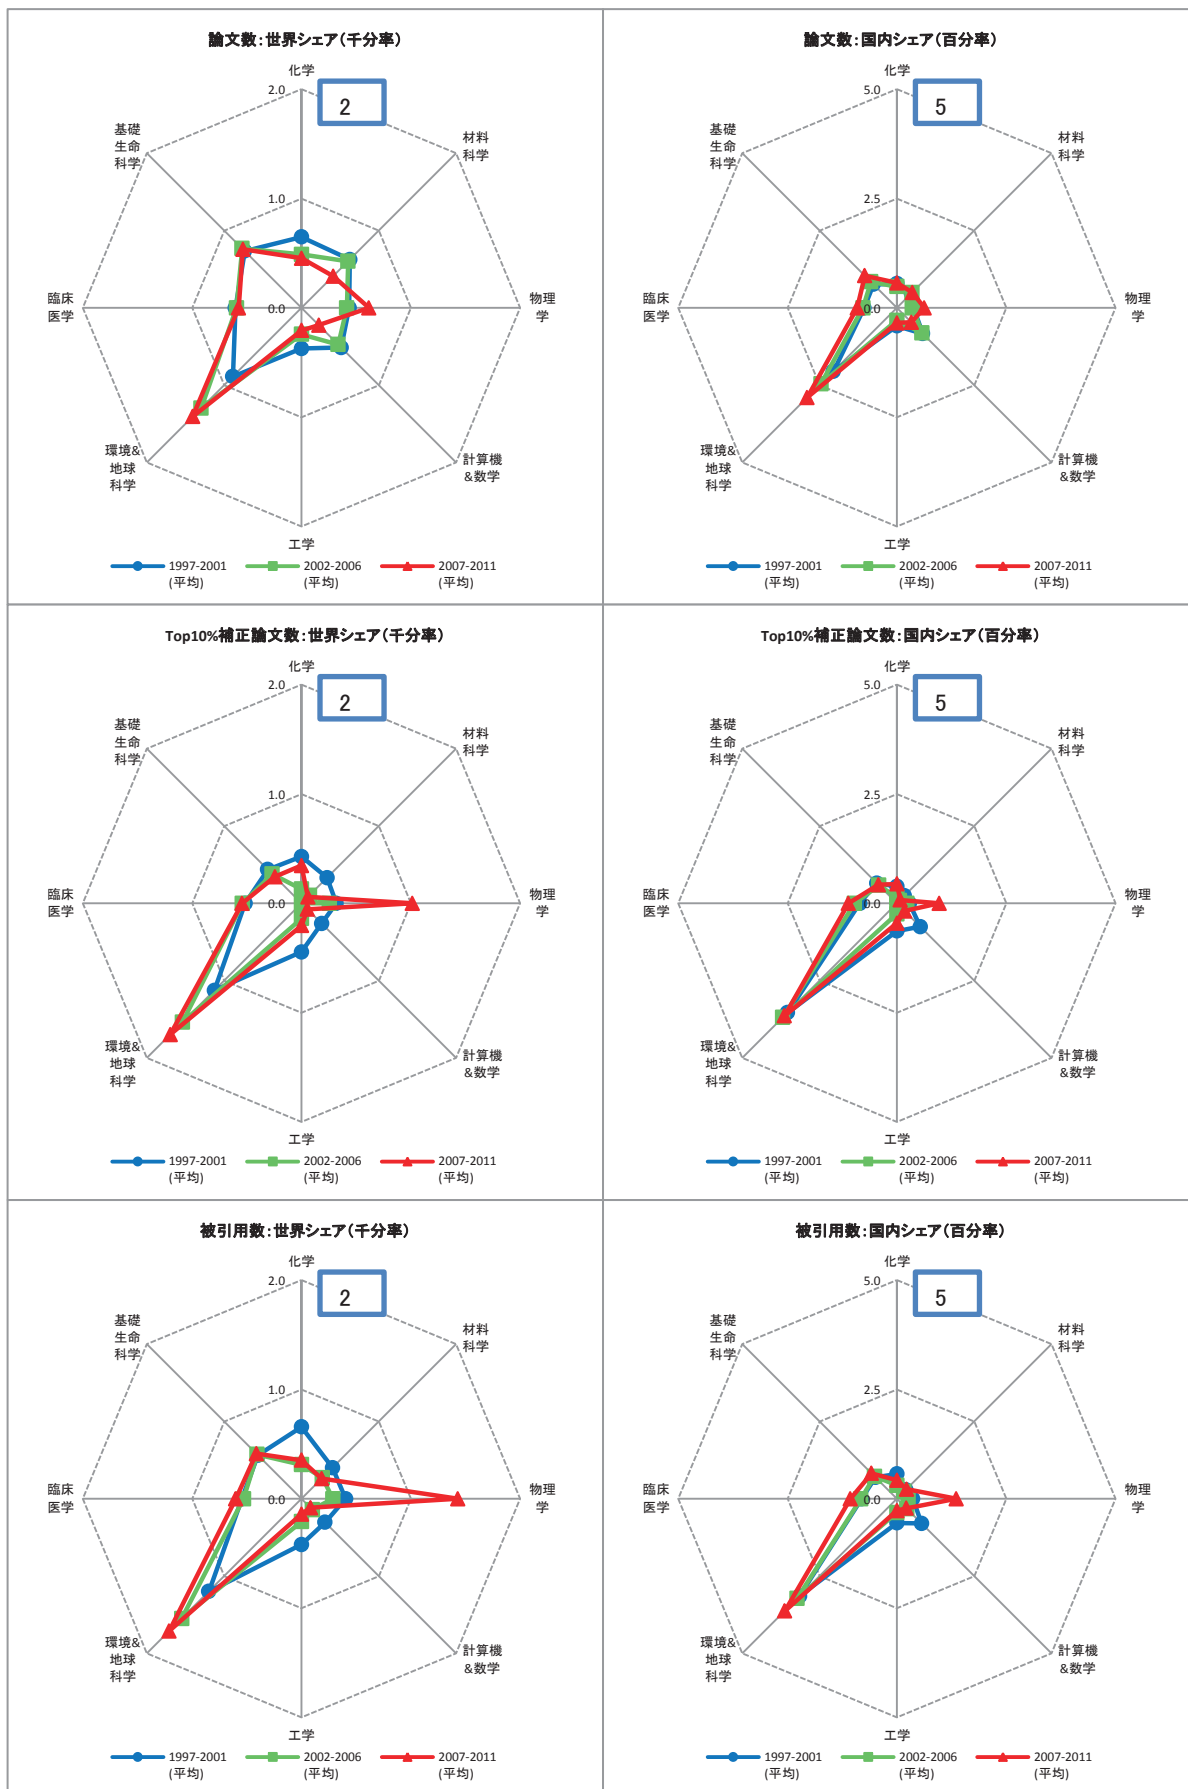 論文数：世界シェア（千分率）
化学
2.0
2
基礎
生命
科学
材料
科学
1.0
臨床
医学
0.0
物理
学
環境&
地球
科学
計算機
&数学
工学
1997-2001
(平均)
2002-2006
(平均)
2007-2011
(平均)
論文数：国内シェア（百分率）
化学
5.0
5
基礎
生命
科学
材料
科学
2.5
臨床
医学
0.0
物理
学
環境&
地球
科学
計算機
&数学
工学
1997-2001
(平均)
2002-2006
(平均)
2007-2011
(平均)
Top10%補正論文数：世界シェア（千分率）
化学
2.0
2
基礎
生命
科学
材料
科学
1.0
臨床
医学
0.0
物理
学
環境&
地球
科学
計算機
&数学
工学
1997-2001
(平均)
2002-2006
(平均)
2007-2011
(平均)
Top10%補正論文数：国内シェア（百分率）
化学
5.0
5
基礎
生命
科学
材料
科学
2.5
臨床
医学
0.0
物理
学
環境&
地球
科学
計算機
&数学
工学
1997-2001
(平均)
2002-2006
(平均)
2007-2011
(平均)
被引用数：世界シェア（千分率）
化学
2.0
2
基礎
生命
科学
材料
科学
1.0
臨床
医学
0.0
物理
学
環境&
地球
科学
計算機
&数学
工学
1997-2001
(平均)
2002-2006
(平均)
2007-2011
(平均)
被引用数：国内シェア（百分率）
化学
5.0
5
基礎
生命
科学
材料
科学
2.5
臨床
医学
0.0
物理
学
環境&
地球
科学
計算機
&数学
工学
1997-2001
(平均)
2002-2006
(平均)
2007-2011
(平均)